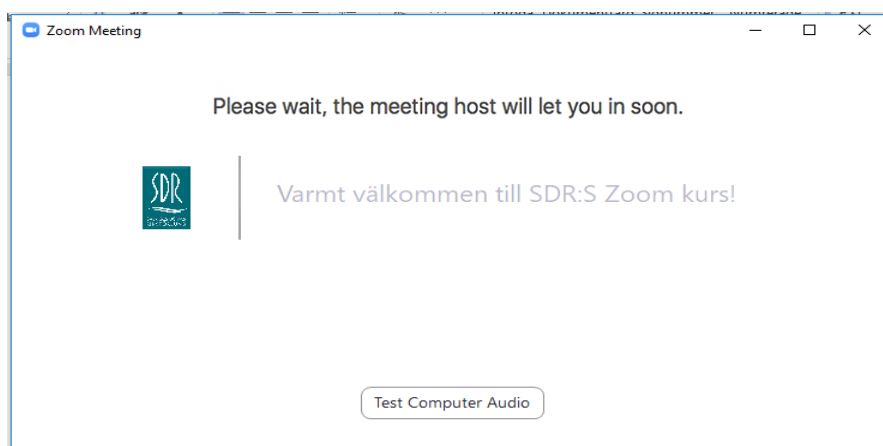 Zoom Meeting
Please wait, the meeting host will let you in soon.
SDR
Varmt välkommen till SDR:S Zoom kurs!
Test Computer Audio